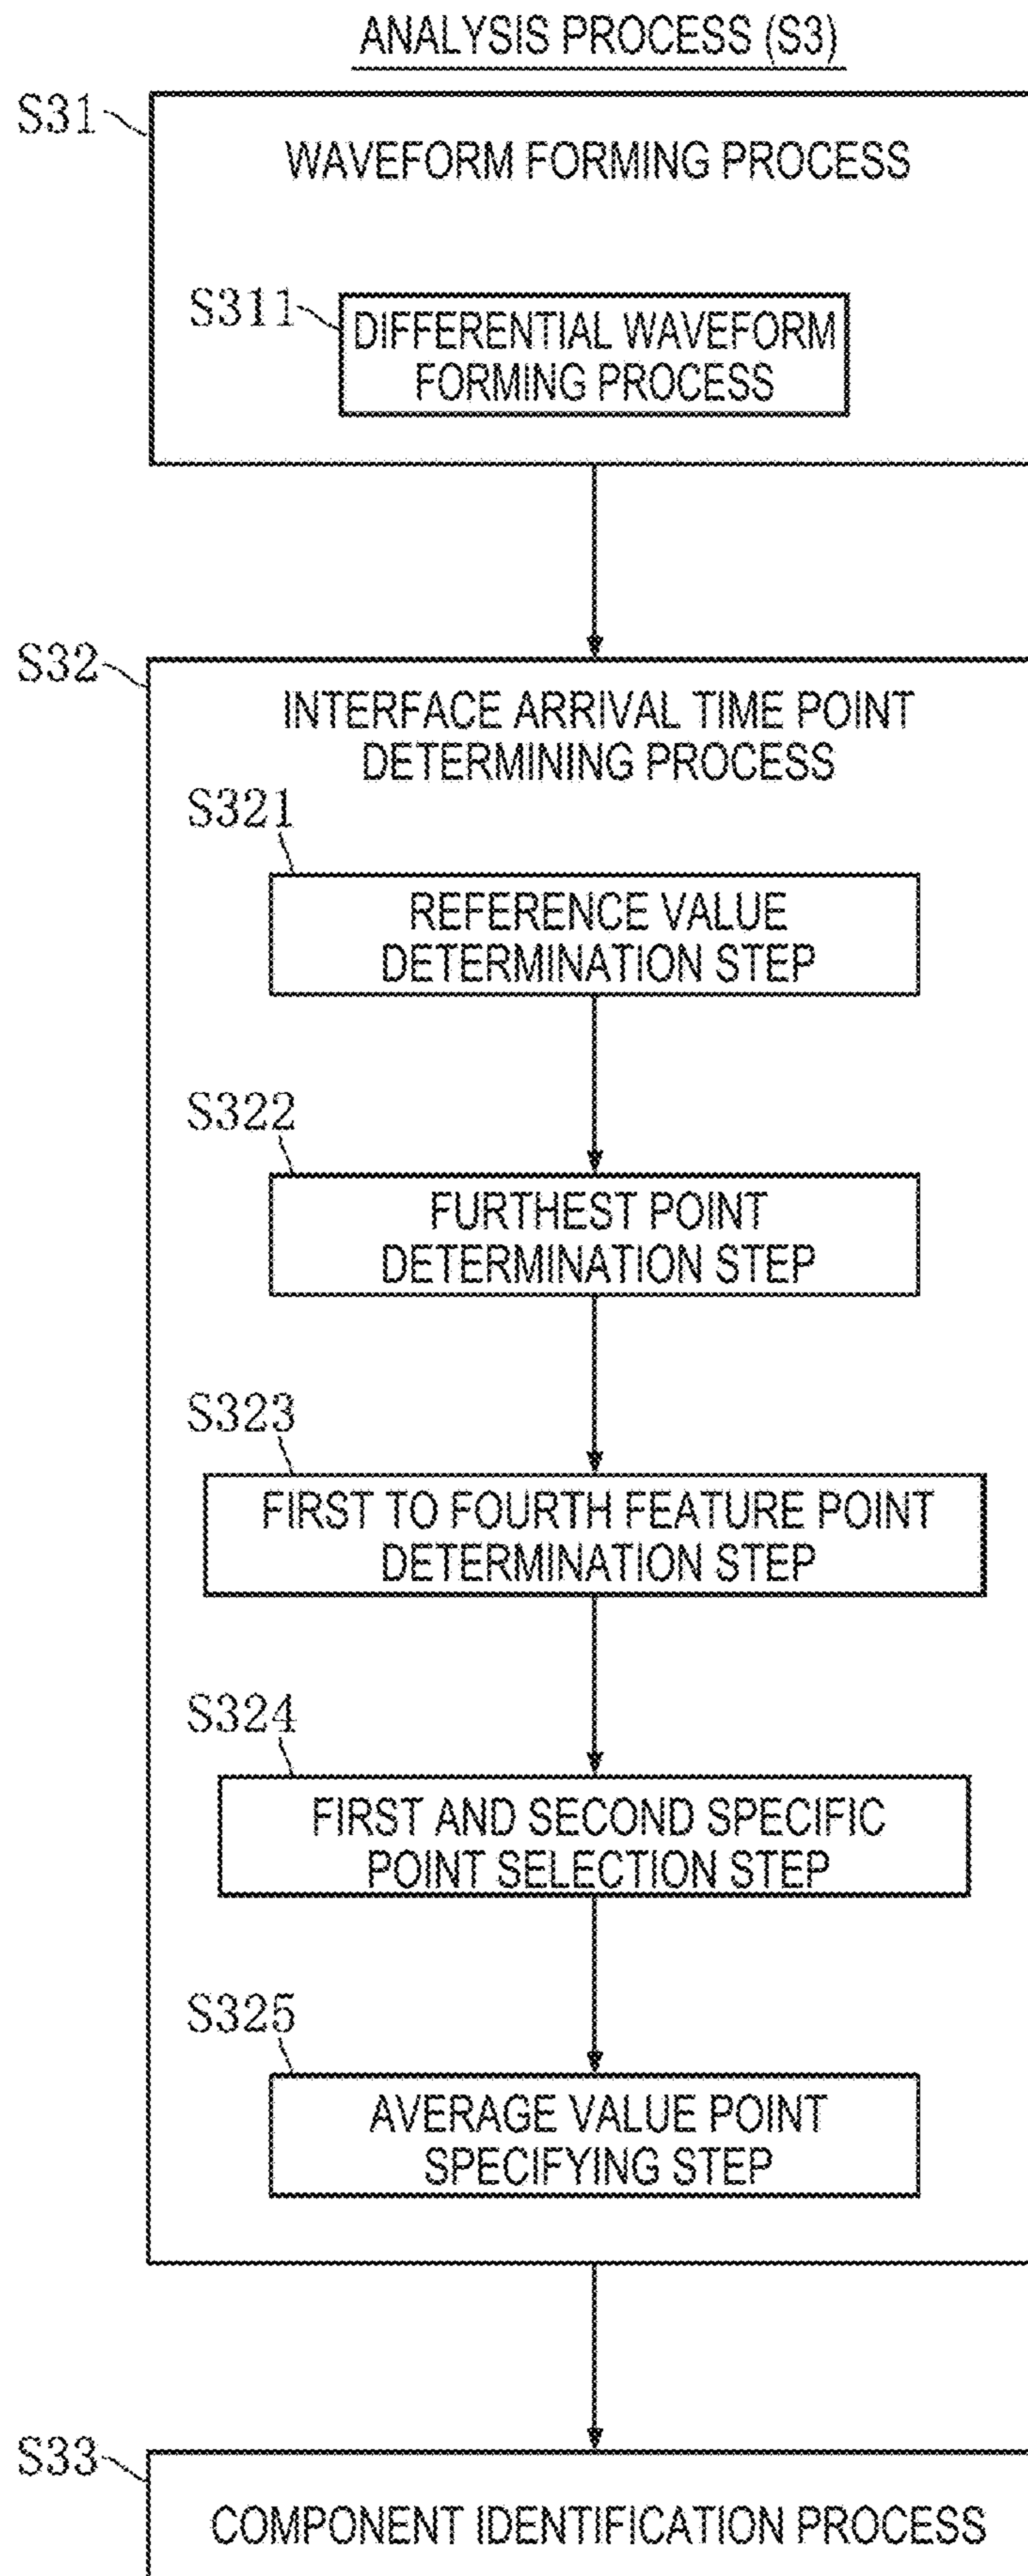 ANALYSIS PROCESS (S3)
S31
WAVEFORM FORMING PROCESS
S311
DIFFERENTIAL WAVEFORM
FORMING PROCESS
S32
INTERFACE ARRIVAL TIME POINT
DETERMINING PROCESS
S321
REFERENCE VALUE
DETERMINATION STEP
S322
FURTHEST POINT
DETERMINATION STEP
S323
FIRST TO FOURTH FEATURE POINT
DETERMINATION STEP
S324
FIRST AND SECOND SPECIFIC
POINT SELECTION STEP
S325
AVERAGE VALUE POINT
SPECIFYING STEP
S33
COMPONENT IDENTIFICATION PROCESS